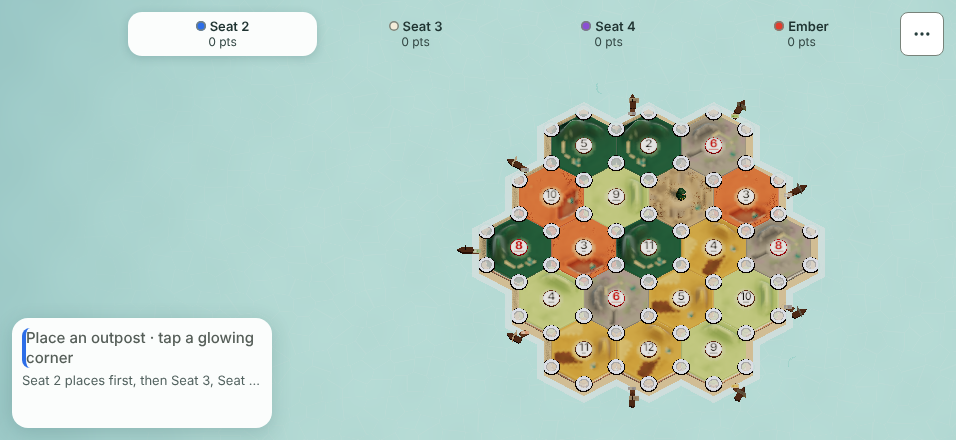 Seat 2
0 pts
Seat 3
0 pts
Seat 4
0 pts
Ember
0 pts
...
5 2 6
10 9 3
8 3 11 4 8
4 6 5 10
11 12 9
Place an outpost · tap a glowing
corner
Seat 2 places first, then Seat 3, Seat ...